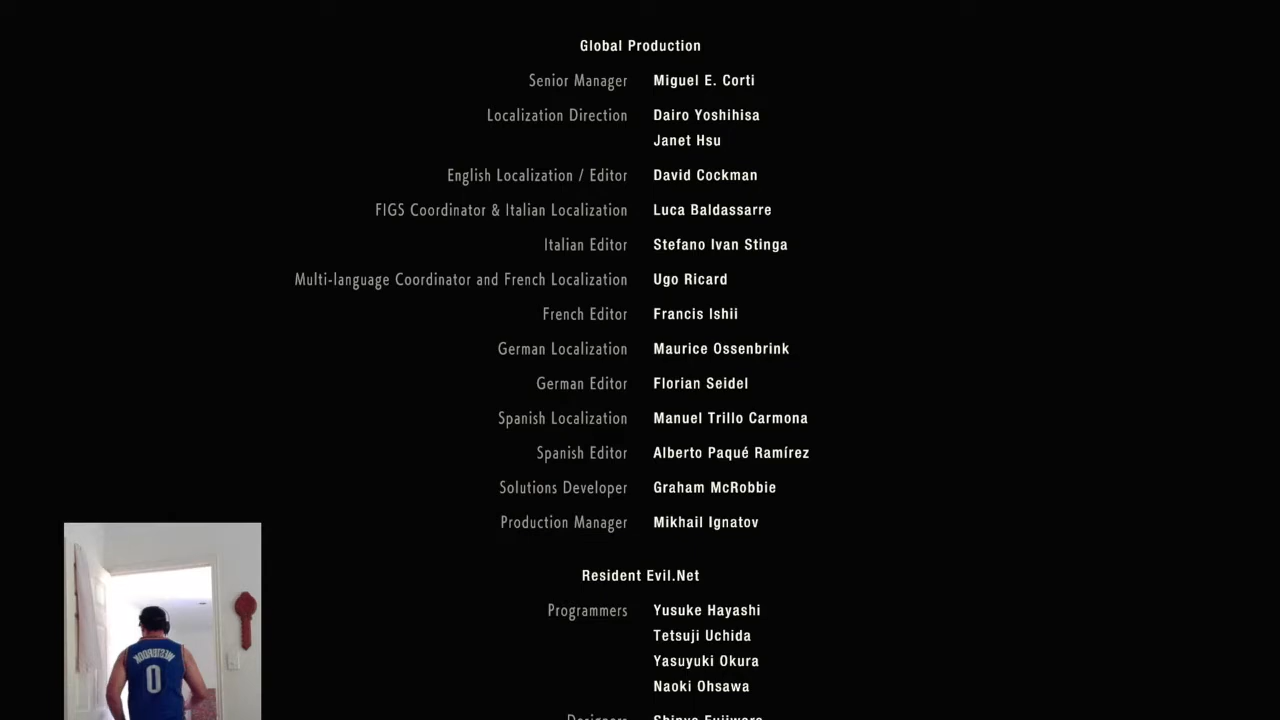 Global Production
Senior Manager Miguel E. Corti
Localization Direction Dairo Yoshihisa
Janet Hsu
English Localization / Editor David Cockman
FIGS Coordinator & Italian Localization Luca Baldassarre
Italian Editor Stefano Ivan Stinga
Multi-language Coordinator and French Localization Ugo Ricard
French Editor Francis Ishii
German Localization Maurice Ossenbrink
German Editor Florian Seidel
Spanish Localization Manuel Trillo Carmona
Spanish Editor Alberto Paqué Ramírez
Solutions Developer Graham McRobbie
Production Manager Mikhail Ignatov
Resident Evil.Net
Programmers Yusuke Hayashi
Tetsuji Uchida
Yasuyuki Okura
Naoki Ohsawa
Designers Shinya Fujiwara
WESTBROOK
0